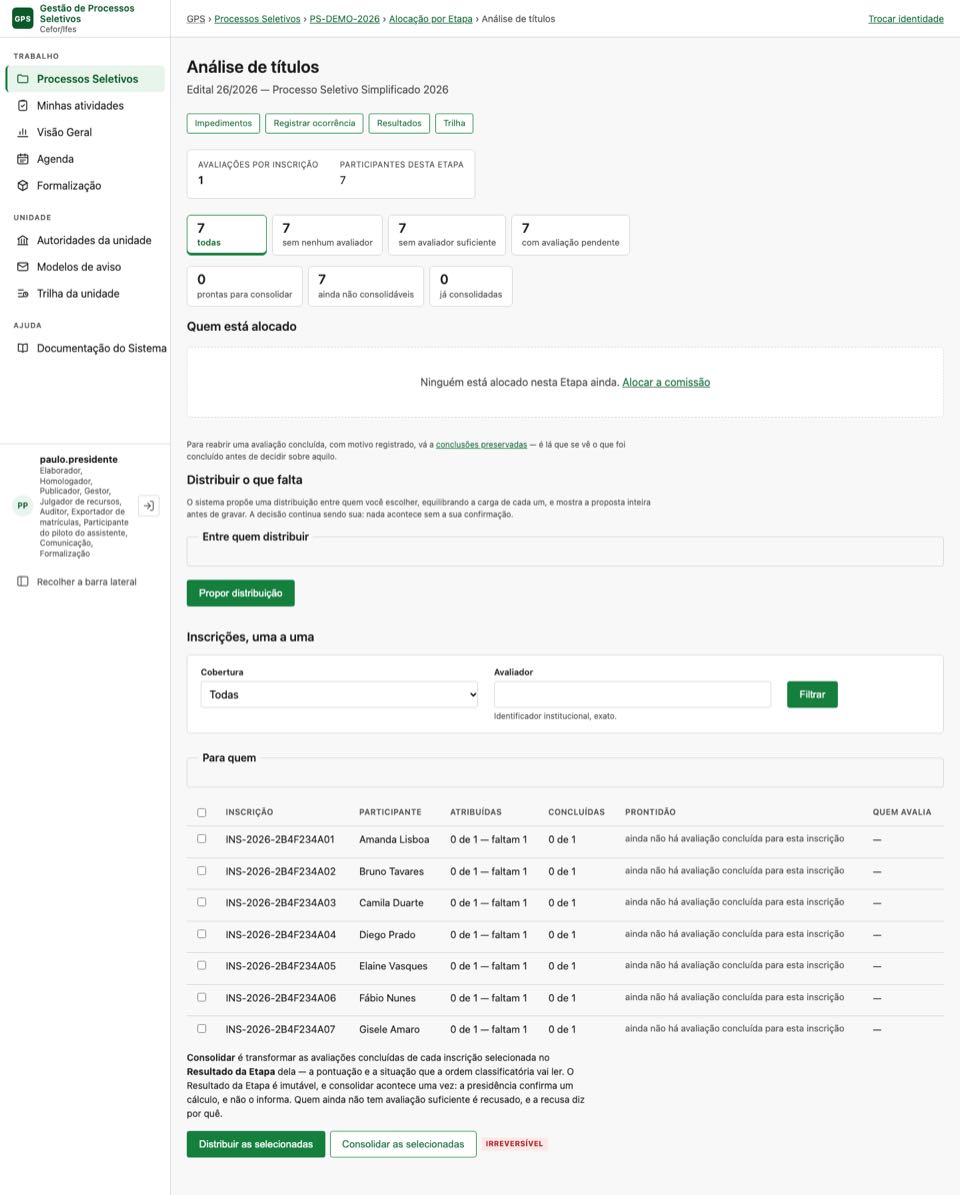 GPS
Gestão de Processos
Seletivos
Cefor/Ifes
GPS › Processos Seletivos › PS-DEMO-2026 › Alocação por Etapa › Análise de títulos
Trocar identidade
TRABALHO
Processos Seletivos
Minhas atividades
Visão Geral
Agenda
Formalização
UNIDADE
Autoridades da unidade
Modelos de aviso
Trilha da unidade
AJUDA
Documentação do Sistema
PP
paulo.presidente
Elaborador,
Homologador,
Publicador, Gestor,
Julgador de recursos,
Auditor, Exportador de
matrículas, Participante
do piloto do assistente,
Comunicação,
Formalização
Recolher a barra lateral
Análise de títulos
Edital 26/2026 — Processo Seletivo Simplificado 2026
Impedimentos
Registrar ocorrência
Resultados
Trilha
AVALIAÇÕES POR INSCRIÇÃO
1
PARTICIPANTES DESTA ETAPA
7
7
todas
7
sem nenhum avaliador
7
sem avaliador suficiente
7
com avaliação pendente
0
prontas para consolidar
7
ainda não consolidáveis
0
já consolidadas
Quem está alocado
Ninguém está alocado nesta Etapa ainda. Alocar a comissão
Para reabrir uma avaliação concluída, com motivo registrado, vá a conclusões preservadas — é lá que se vê o que foi
concluído antes de decidir sobre aquilo.
Distribuir o que falta
O sistema propõe uma distribuição entre quem você escolher, equilibrando a carga de cada um, e mostra a proposta inteira
antes de gravar. A decisão continua sendo sua: nada acontece sem a sua confirmação.
Entre quem distribuir
Propor distribuição
Inscrições, uma a uma
Cobertura
Todas
Avaliador
Identificador institucional, exato.
Filtrar
Para quem
INSCRIÇÃO PARTICIPANTE ATRIBUÍDAS CONCLUÍDAS PRONTIDÃO QUEM AVALIA
INS-2026-2B4F234A01 Amanda Lisboa 0 de 1 — faltam 1 0 de 1 ainda não há avaliação concluída para esta inscrição —
INS-2026-2B4F234A02 Bruno Tavares 0 de 1 — faltam 1 0 de 1 ainda não há avaliação concluída para esta inscrição —
INS-2026-2B4F234A03 Camila Duarte 0 de 1 — faltam 1 0 de 1 ainda não há avaliação concluída para esta inscrição —
INS-2026-2B4F234A04 Diego Prado 0 de 1 — faltam 1 0 de 1 ainda não há avaliação concluída para esta inscrição —
INS-2026-2B4F234A05 Elaine Vasques 0 de 1 — faltam 1 0 de 1 ainda não há avaliação concluída para esta inscrição —
INS-2026-2B4F234A06 Fábio Nunes 0 de 1 — faltam 1 0 de 1 ainda não há avaliação concluída para esta inscrição —
INS-2026-2B4F234A07 Gisele Amaro 0 de 1 — faltam 1 0 de 1 ainda não há avaliação concluída para esta inscrição —
Consolidar é transformar as avaliações concluídas de cada inscrição selecionada no
Resultado da Etapa dela — a pontuação e a situação que a ordem classificatória vai ler. O
Resultado da Etapa é imutável, e consolidar acontece uma vez: a presidência confirma um
cálculo, e não o informa. Quem ainda não tem avaliação suficiente é recusado, e a recusa diz
por quê.
Distribuir as selecionadas
Consolidar as selecionadas
IRREVERSÍVEL